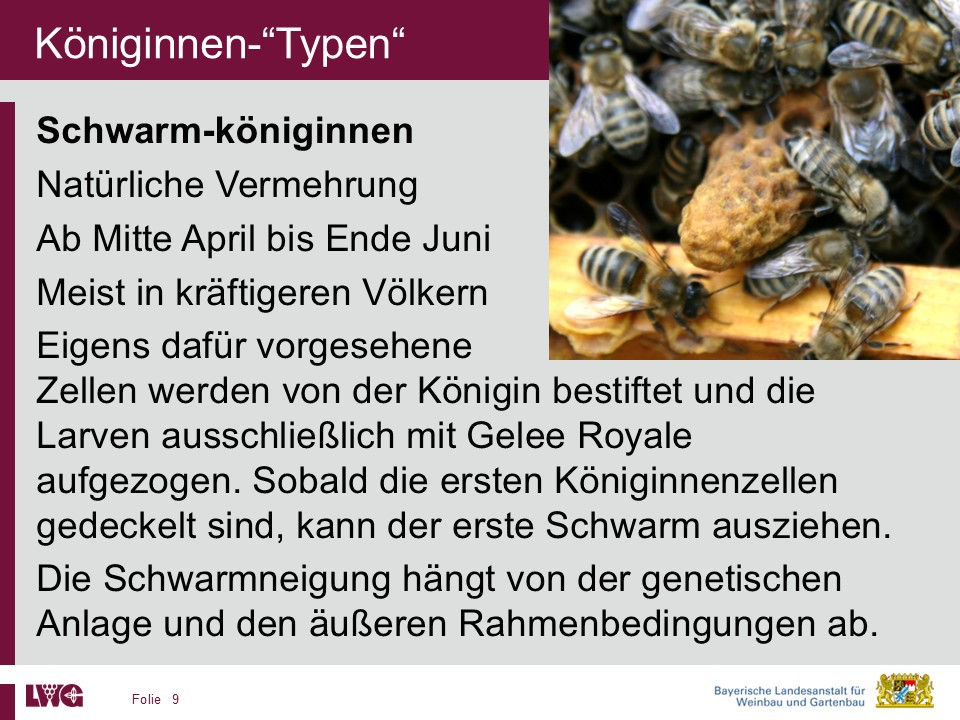 Königinnen-“Typen“
Schwarm-königinnen
Natürliche Vermehrung
Ab Mitte April bis Ende Juni
Meist in kräftigeren Völkern
Eigens dafür vorgesehene
Zellen werden von der Königin bestiftet und die
Larven ausschließlich mit Gelee Royale
aufgezogen. Sobald die ersten Königinnenzellen
gedeckelt sind, kann der erste Schwarm ausziehen.
Die Schwarmneigung hängt von der genetischen
Anlage und den äußeren Rahmenbedingungen ab.
LWG
Folie 9
Bayerische Landesanstalt für
Weinbau und Gartenbau